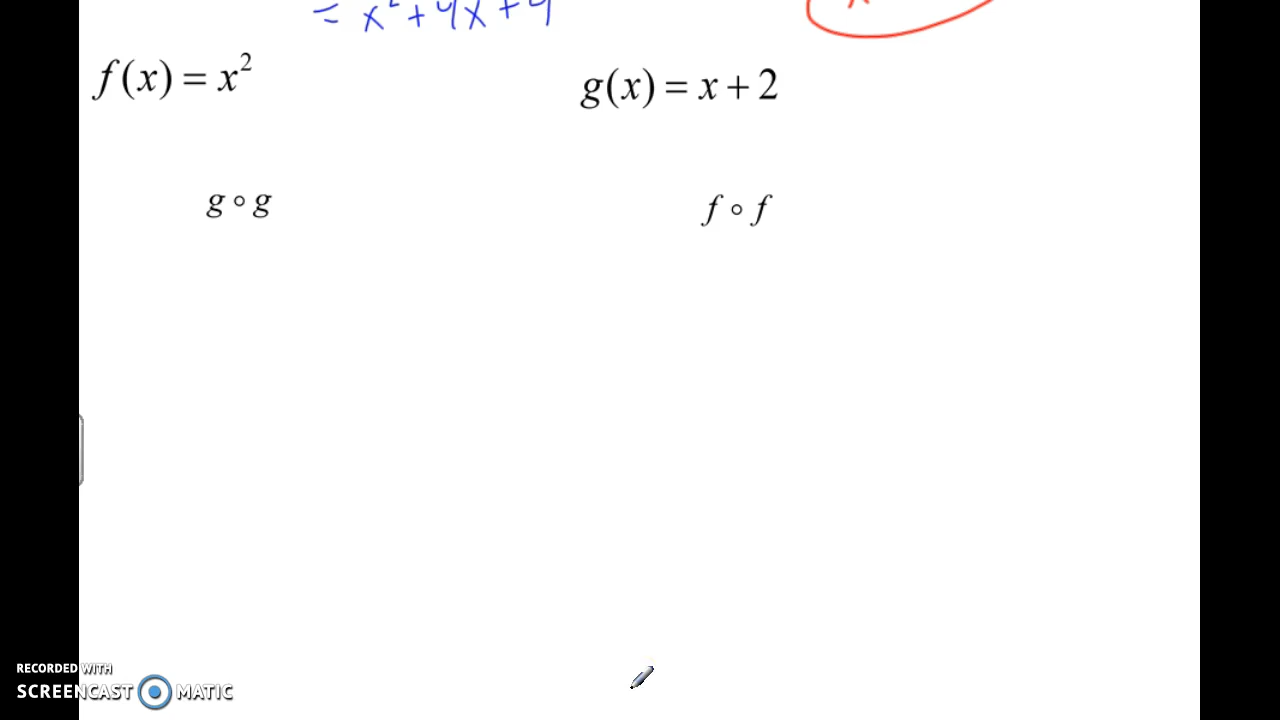 = x² + 4x + 4
f(x) = x²
g(x) = x + 2
g ∘ g
f ∘ f
RECORDED WITH
SCREENCAST MATIC